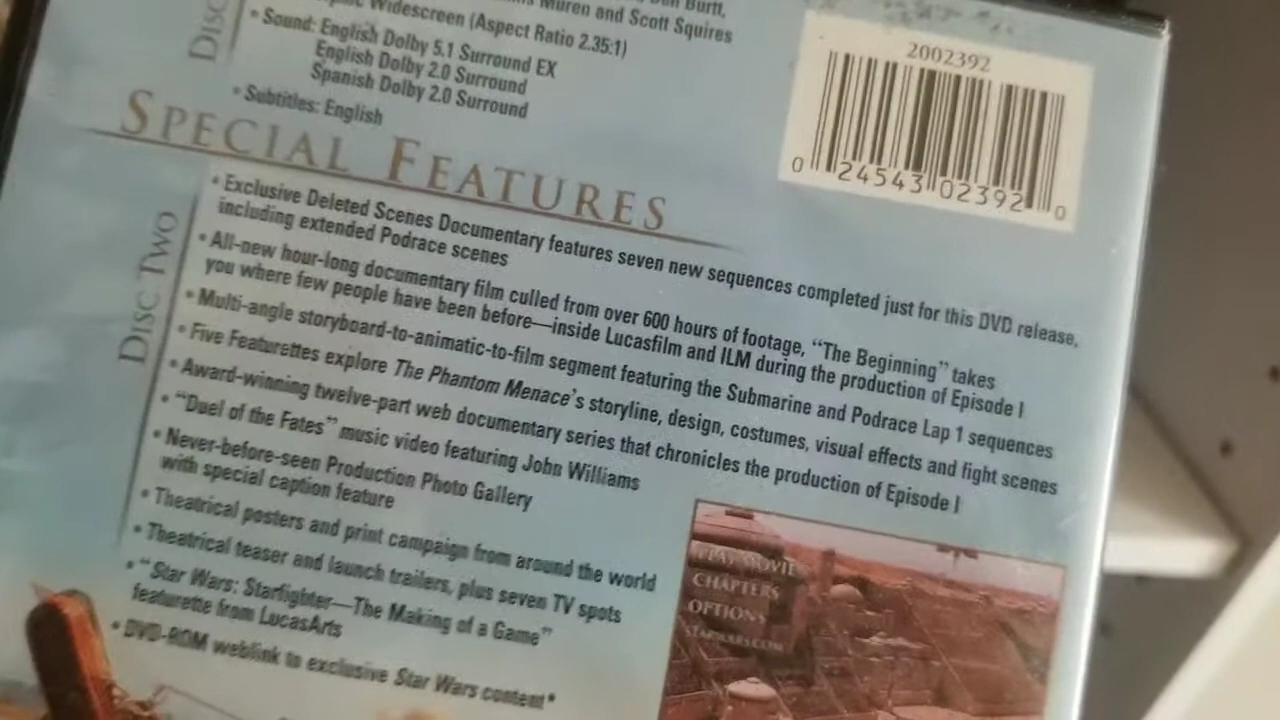 Burtt,
Muren and Scott Squires
Widescreen (Aspect Ratio 2.35:1)
• Sound: English Dolby 5.1 Surround EX
English Dolby 2.0 Surround
Spanish Dolby 2.0 Surround
• Subtitles: English
2002392
0 24543 02392 0
SPECIAL FEATURES
DISC TWO
• Exclusive Deleted Scenes Documentary features seven new sequences completed just for this DVD release,
including extended Podrace scenes
• All-new hour-long documentary film culled from over 600 hours of footage, “The Beginning” takes
you where few people have been before—inside Lucasfilm and ILM during the production of Episode I
• Multi-angle storyboard-to-animatic-to-film segment featuring the Submarine and Podrace Lap 1 sequences
• Five Featurettes explore The Phantom Menace's storyline, design, costumes, visual effects and fight scenes
• Award-winning twelve-part web documentary series that chronicles the production of Episode I
• “Duel of the Fates” music video featuring John Williams
• Never-before-seen Production Photo Gallery
with special caption feature
• Theatrical posters and print campaign from around the world
• Theatrical teaser and launch trailers, plus seven TV spots
• “Star Wars: Starfighter—The Making of a Game”
featurette from LucasArts
• DVD-ROM weblink to exclusive Star Wars content*
PLAY MOVIE
CHAPTERS
OPTIONS
STARWARS.COM